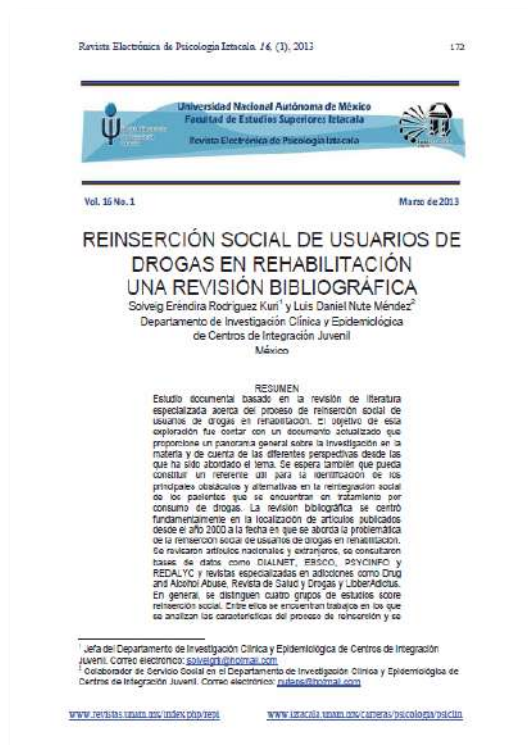 Revista Electrónica de Psicología Iztacala. 16, (1), 2013 172
Universidad Nacional Autónoma de México
Facultad de Estudios Superiores Iztacala
Revista Electrónica de Psicología Iztacala
Vol. 16 No. 1 Marzo de 2013
REINSERCIÓN SOCIAL DE USUARIOS DE
DROGAS EN REHABILITACIÓN
UNA REVISIÓN BIBLIOGRÁFICA
Solveig Eréndira Rodríguez Kuri¹ y Luis Daniel Nute Méndez²
Departamento de Investigación Clínica y Epidemiológica
de Centros de Integración Juvenil
México
RESUMEN
Estudio documental basado en la revisión de literatura
especializada acerca del proceso de reinserción social de
usuarios de drogas en rehabilitación. El objetivo de esta
exploración fue contar con un documento actualizado que
proporcione un panorama general sobre la investigación en la
materia y de cuenta de las diferentes perspectivas desde las
que ha sido abordado el tema. Se espera también que pueda
constituir un referente útil para la identificación de los
principales obstáculos y alternativas en la reintegración social
de los pacientes que se encuentran en tratamiento por
consumo de drogas. La revisión bibliográfica se centró
fundamentalmente en la localización de artículos publicados
desde el año 2000 a la fecha en que se aborda la problemática
de la reinserción social de usuarios de drogas en rehabilitación.
Se revisaron artículos nacionales y extranjeros, se consultaron
bases de datos como DIALNET, EBSCO, PSYCINFO y
REDALYC y revistas especializadas en adicciones como Drug
and Alcohol Abuse, Revista de Salud y Drogas y LibberAdictus.
En general, se distinguen cuatro grupos de estudios sobre
reinserción social. Entre ellos se encuentran trabajos en los que
se analizan las características del proceso de reinserción y se
¹ Jefa del Departamento de Investigación Clínica y Epidemiológica de Centros de Integración
Juvenil. Correo electrónico: solveigrk@hotmail.com
² Colaborador de Servicio Social en el Departamento de Investigación Clínica y Epidemiológica de
Centros de Integración Juvenil. Correo electrónico:
www.revistas.unam.mx/index.php/repi www.iztacala.unam.mx/carreras/psicologia/psiclin